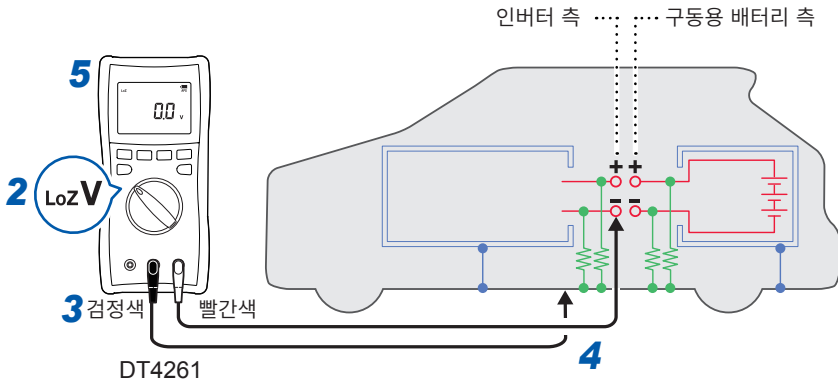 인버터 측
구동용 배터리 측
5
LoZ
APS
0.0 V
2
LoZ V
+ +
- -
3 검정색
빨간색
4
DT4261